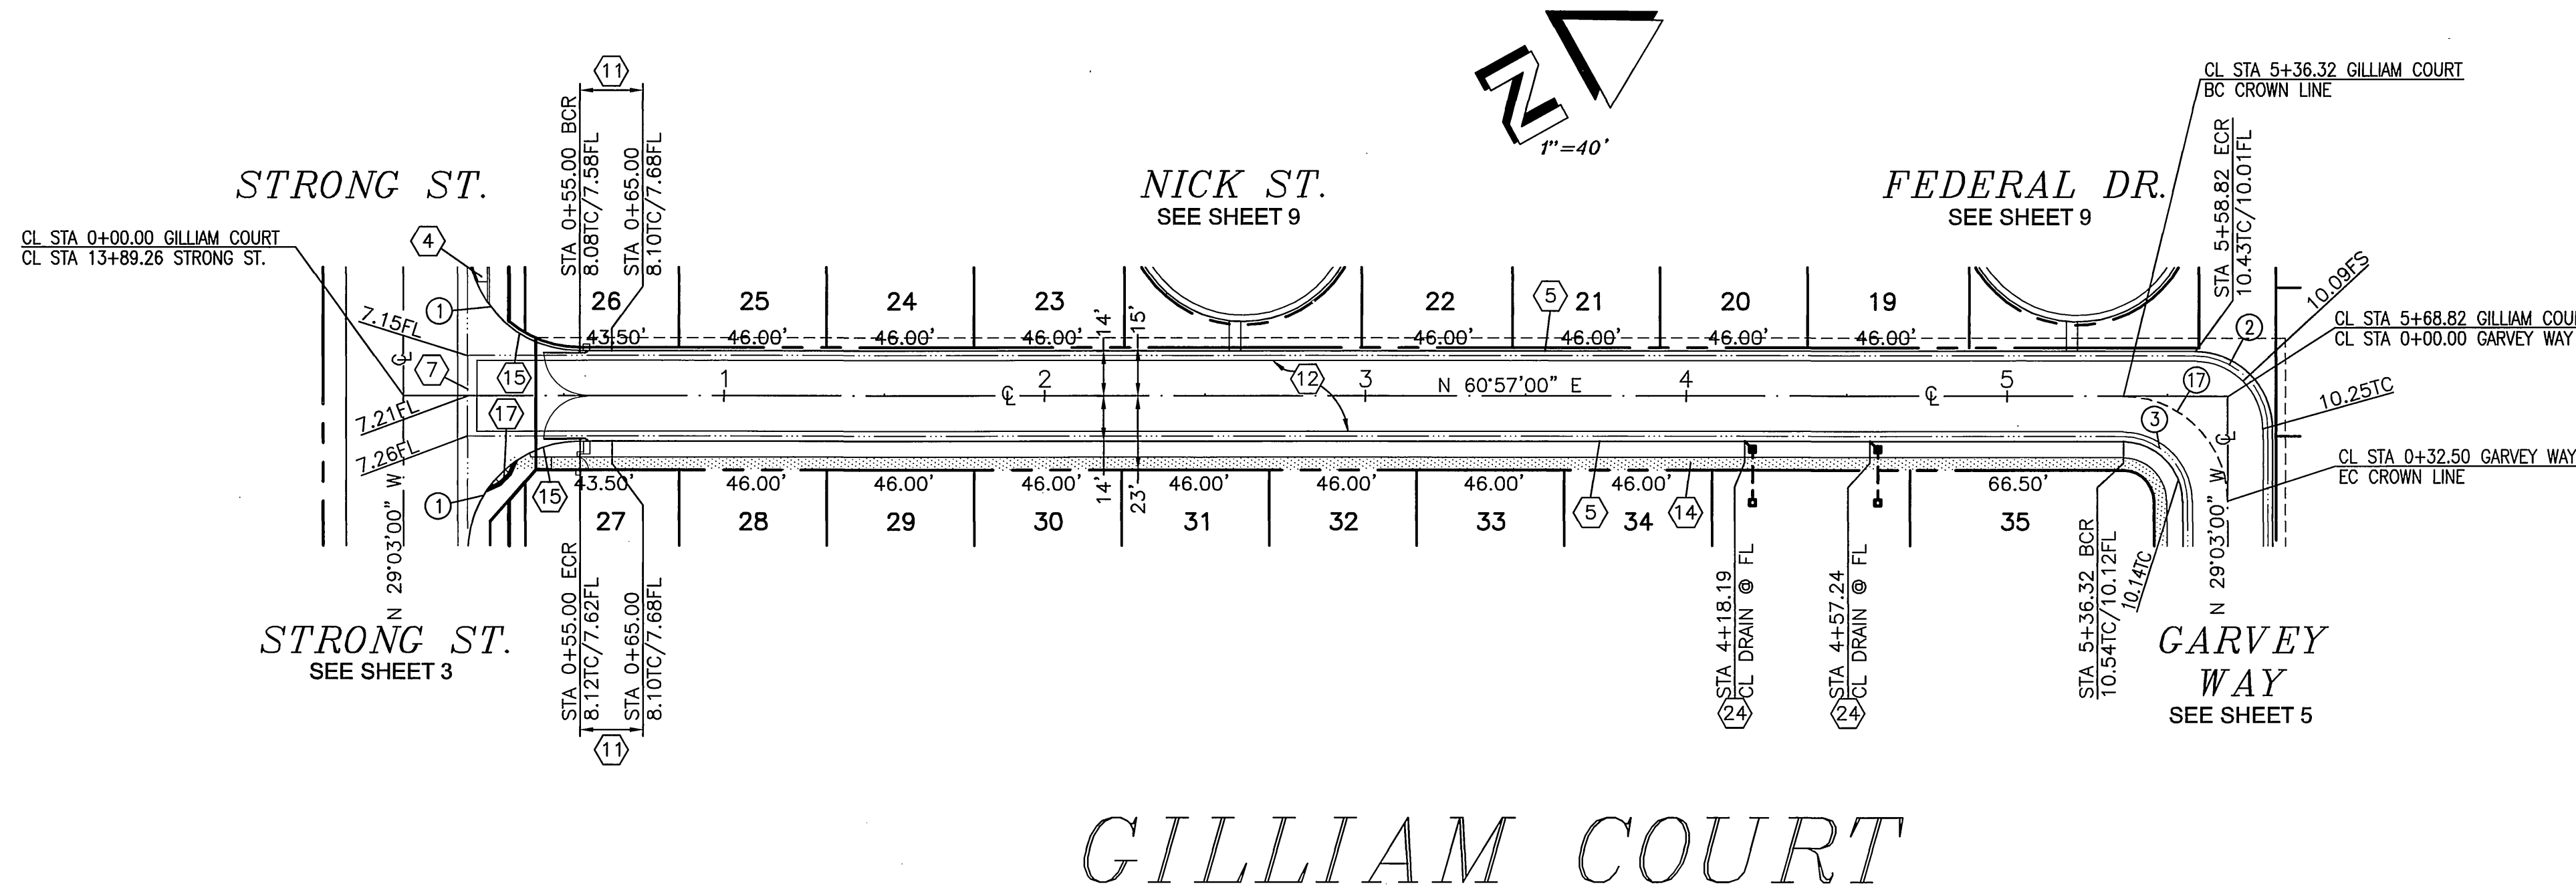 N
1"=40'
CL STA 5+36.32 GILLIAM COURT
BC CROWN LINE
11
STA 0+55.00 BCR
8.08TC/7.58FL
STA 0+65.00
8.10TC/7.68FL
STA 5+58.82 ECR
10.43TC/10.01FL
STRONG ST.
NICK ST.
SEE SHEET 9
FEDERAL DR.
SEE SHEET 9
CL STA 0+00.00 GILLIAM COURT
CL STA 13+89.26 STRONG ST.
4
1
7.15FL
26
25
24
23
22
5
21
20
19
10.09FS
2
CL STA 5+68.82 GILLIAM COU
CL STA 0+00.00 GARVEY WAY
43.50'
46.00'
46.00'
46.00'
14'
15'
46.00'
46.00'
46.00'
46.00'
CL
7
15
17
1
2
12
3
4
5
CL
N 60°57'00" E
CL
17
7.21FL
7.26FL
10.25TC
3
CL
CL STA 0+32.50 GARVEY WAY
EC CROWN LINE
1
15
43.50'
46.00'
46.00'
46.00'
14'
23'
46.00'
46.00'
46.00'
46.00'
66.50'
27
28
29
30
31
32
33
5
34
14
35
N 29°03'00" W
STA 0+55.00 ECR
8.12TC/7.62FL
STA 0+65.00
8.10TC/7.68FL
11
STA 4+18.19
CL DRAIN @ FL
24
STA 4+57.24
CL DRAIN @ FL
24
STA 5+36.32 BCR
10.54TC/10.12FL
10.14TC
N 29°03'00" W
STRONG ST.
SEE SHEET 3
GARVEY
WAY
SEE SHEET 5
GILLIAM COURT